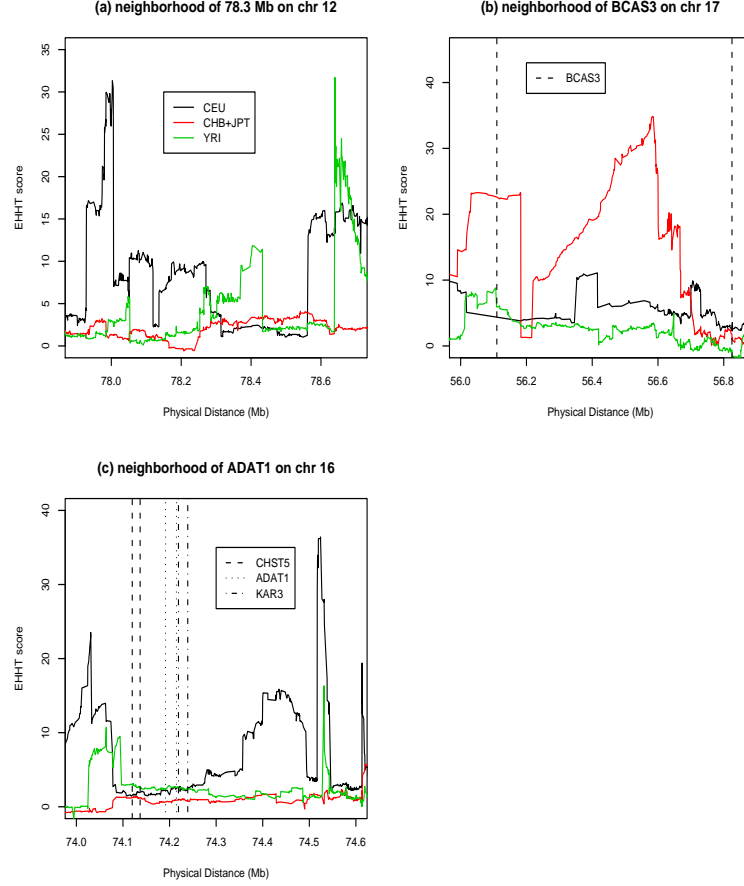 (a) neighborhood of 78.3 Mb on chr 12
EHHT score
0 5 10 15 20 25 30 35
CEU
CHB+JPT
YRI
78.0 78.2 78.4 78.6
Physical Distance (Mb)
(b) neighborhood of BCAS3 on chr 17
EHHT score
0 10 20 30 40
BCAS3
56.0 56.2 56.4 56.6 56.8
Physical Distance (Mb)
(c) neighborhood of ADAT1 on chr 16
EHHT score
0 10 20 30 40
CHST5
ADAT1
KAR3
74.0 74.1 74.2 74.3 74.4 74.5 74.6
Physical Distance (Mb)